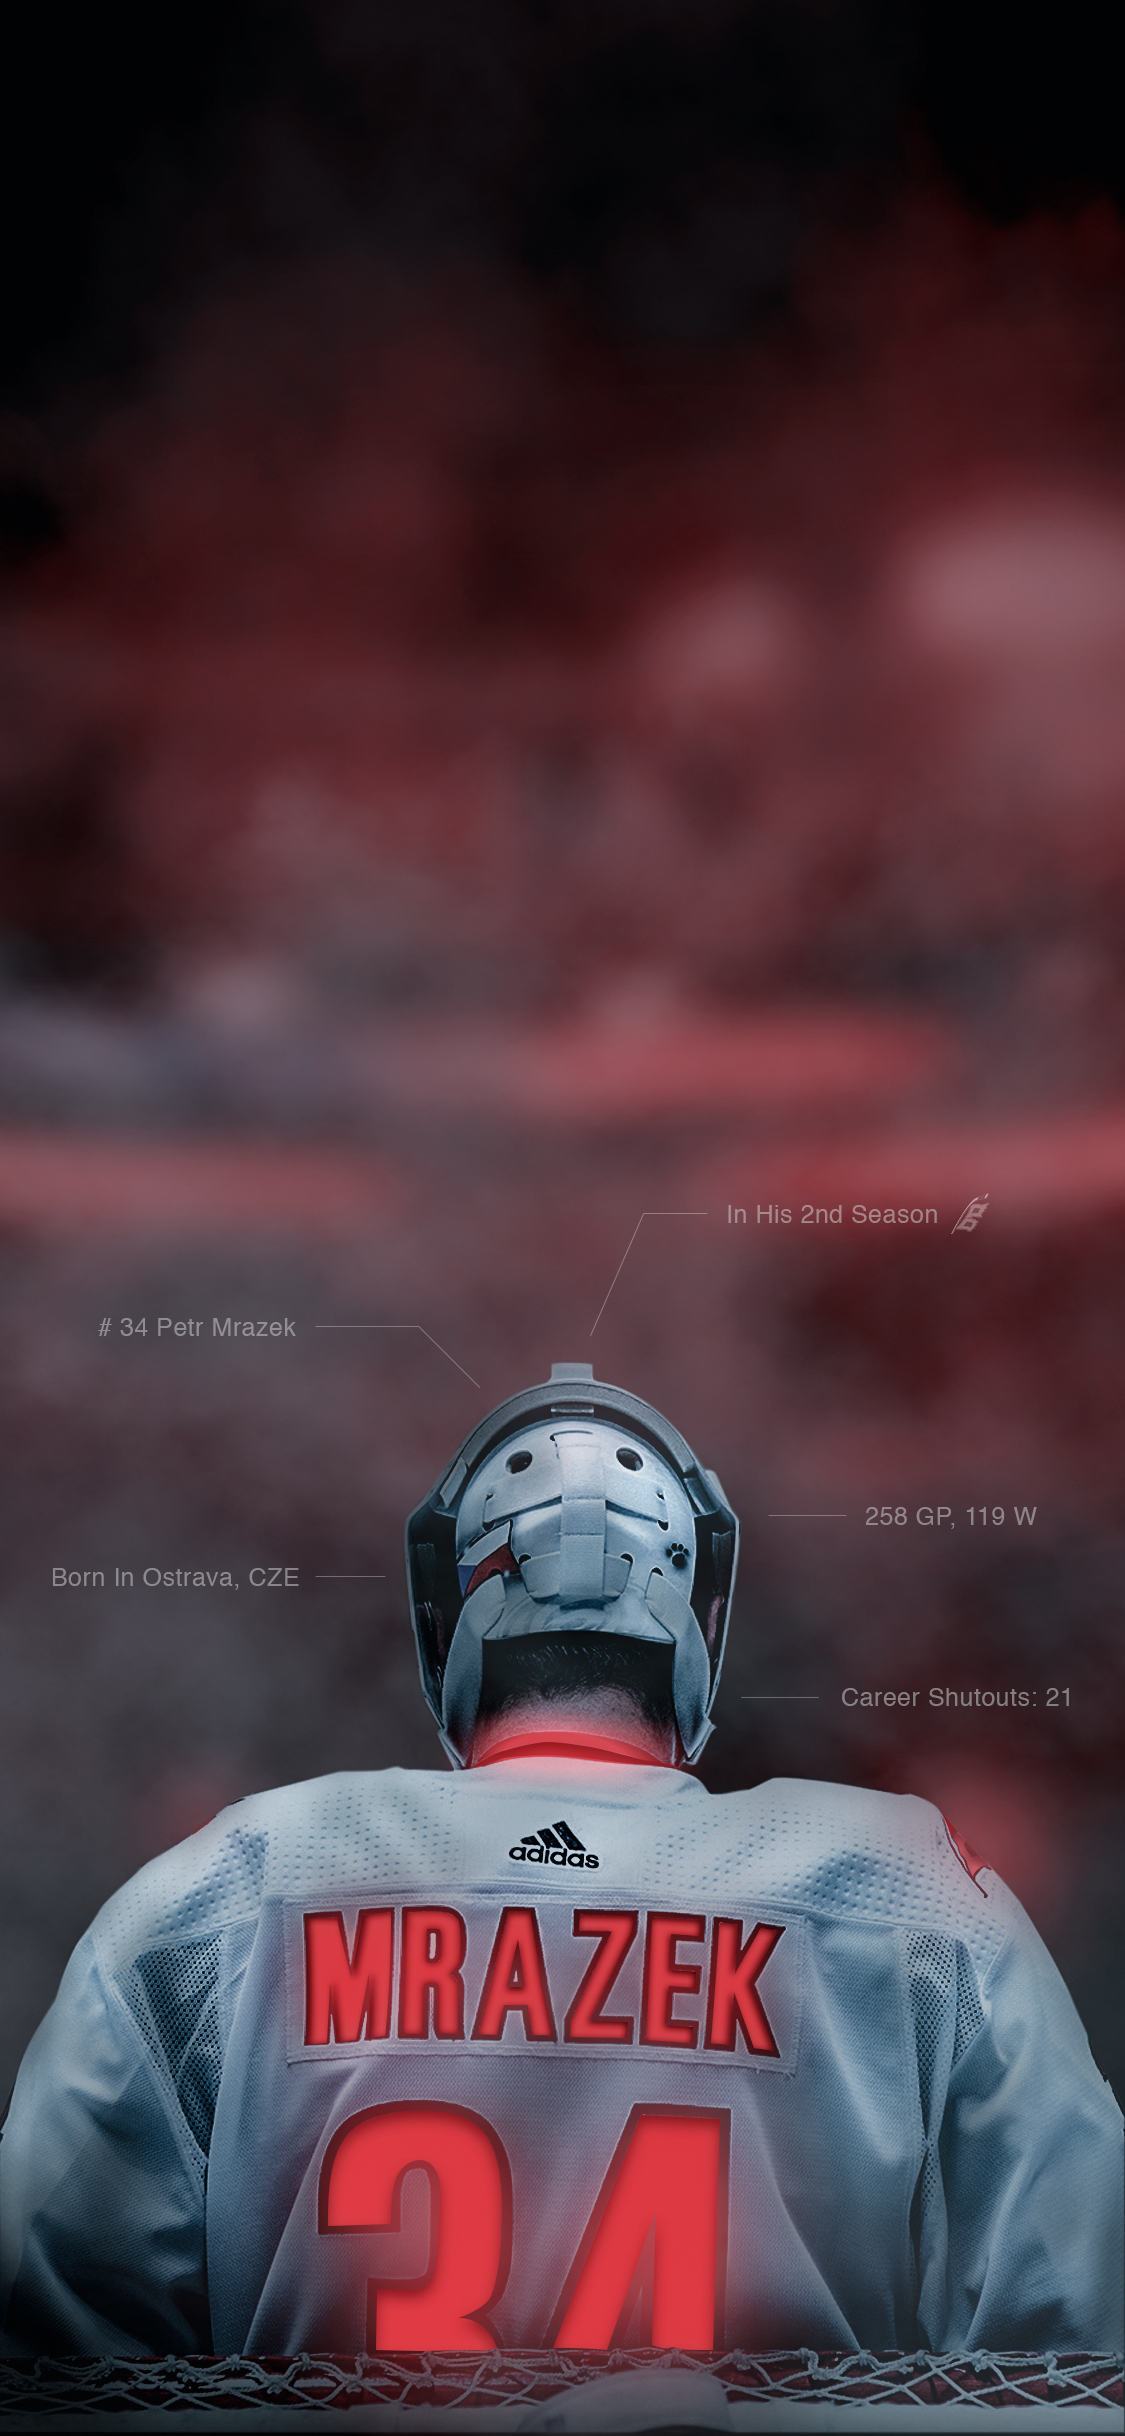 In His 2nd Season
# 34 Petr Mrazek
258 GP, 119 W
Born In Ostrava, CZE
Career Shutouts: 21
adidas
MRAZEK
34